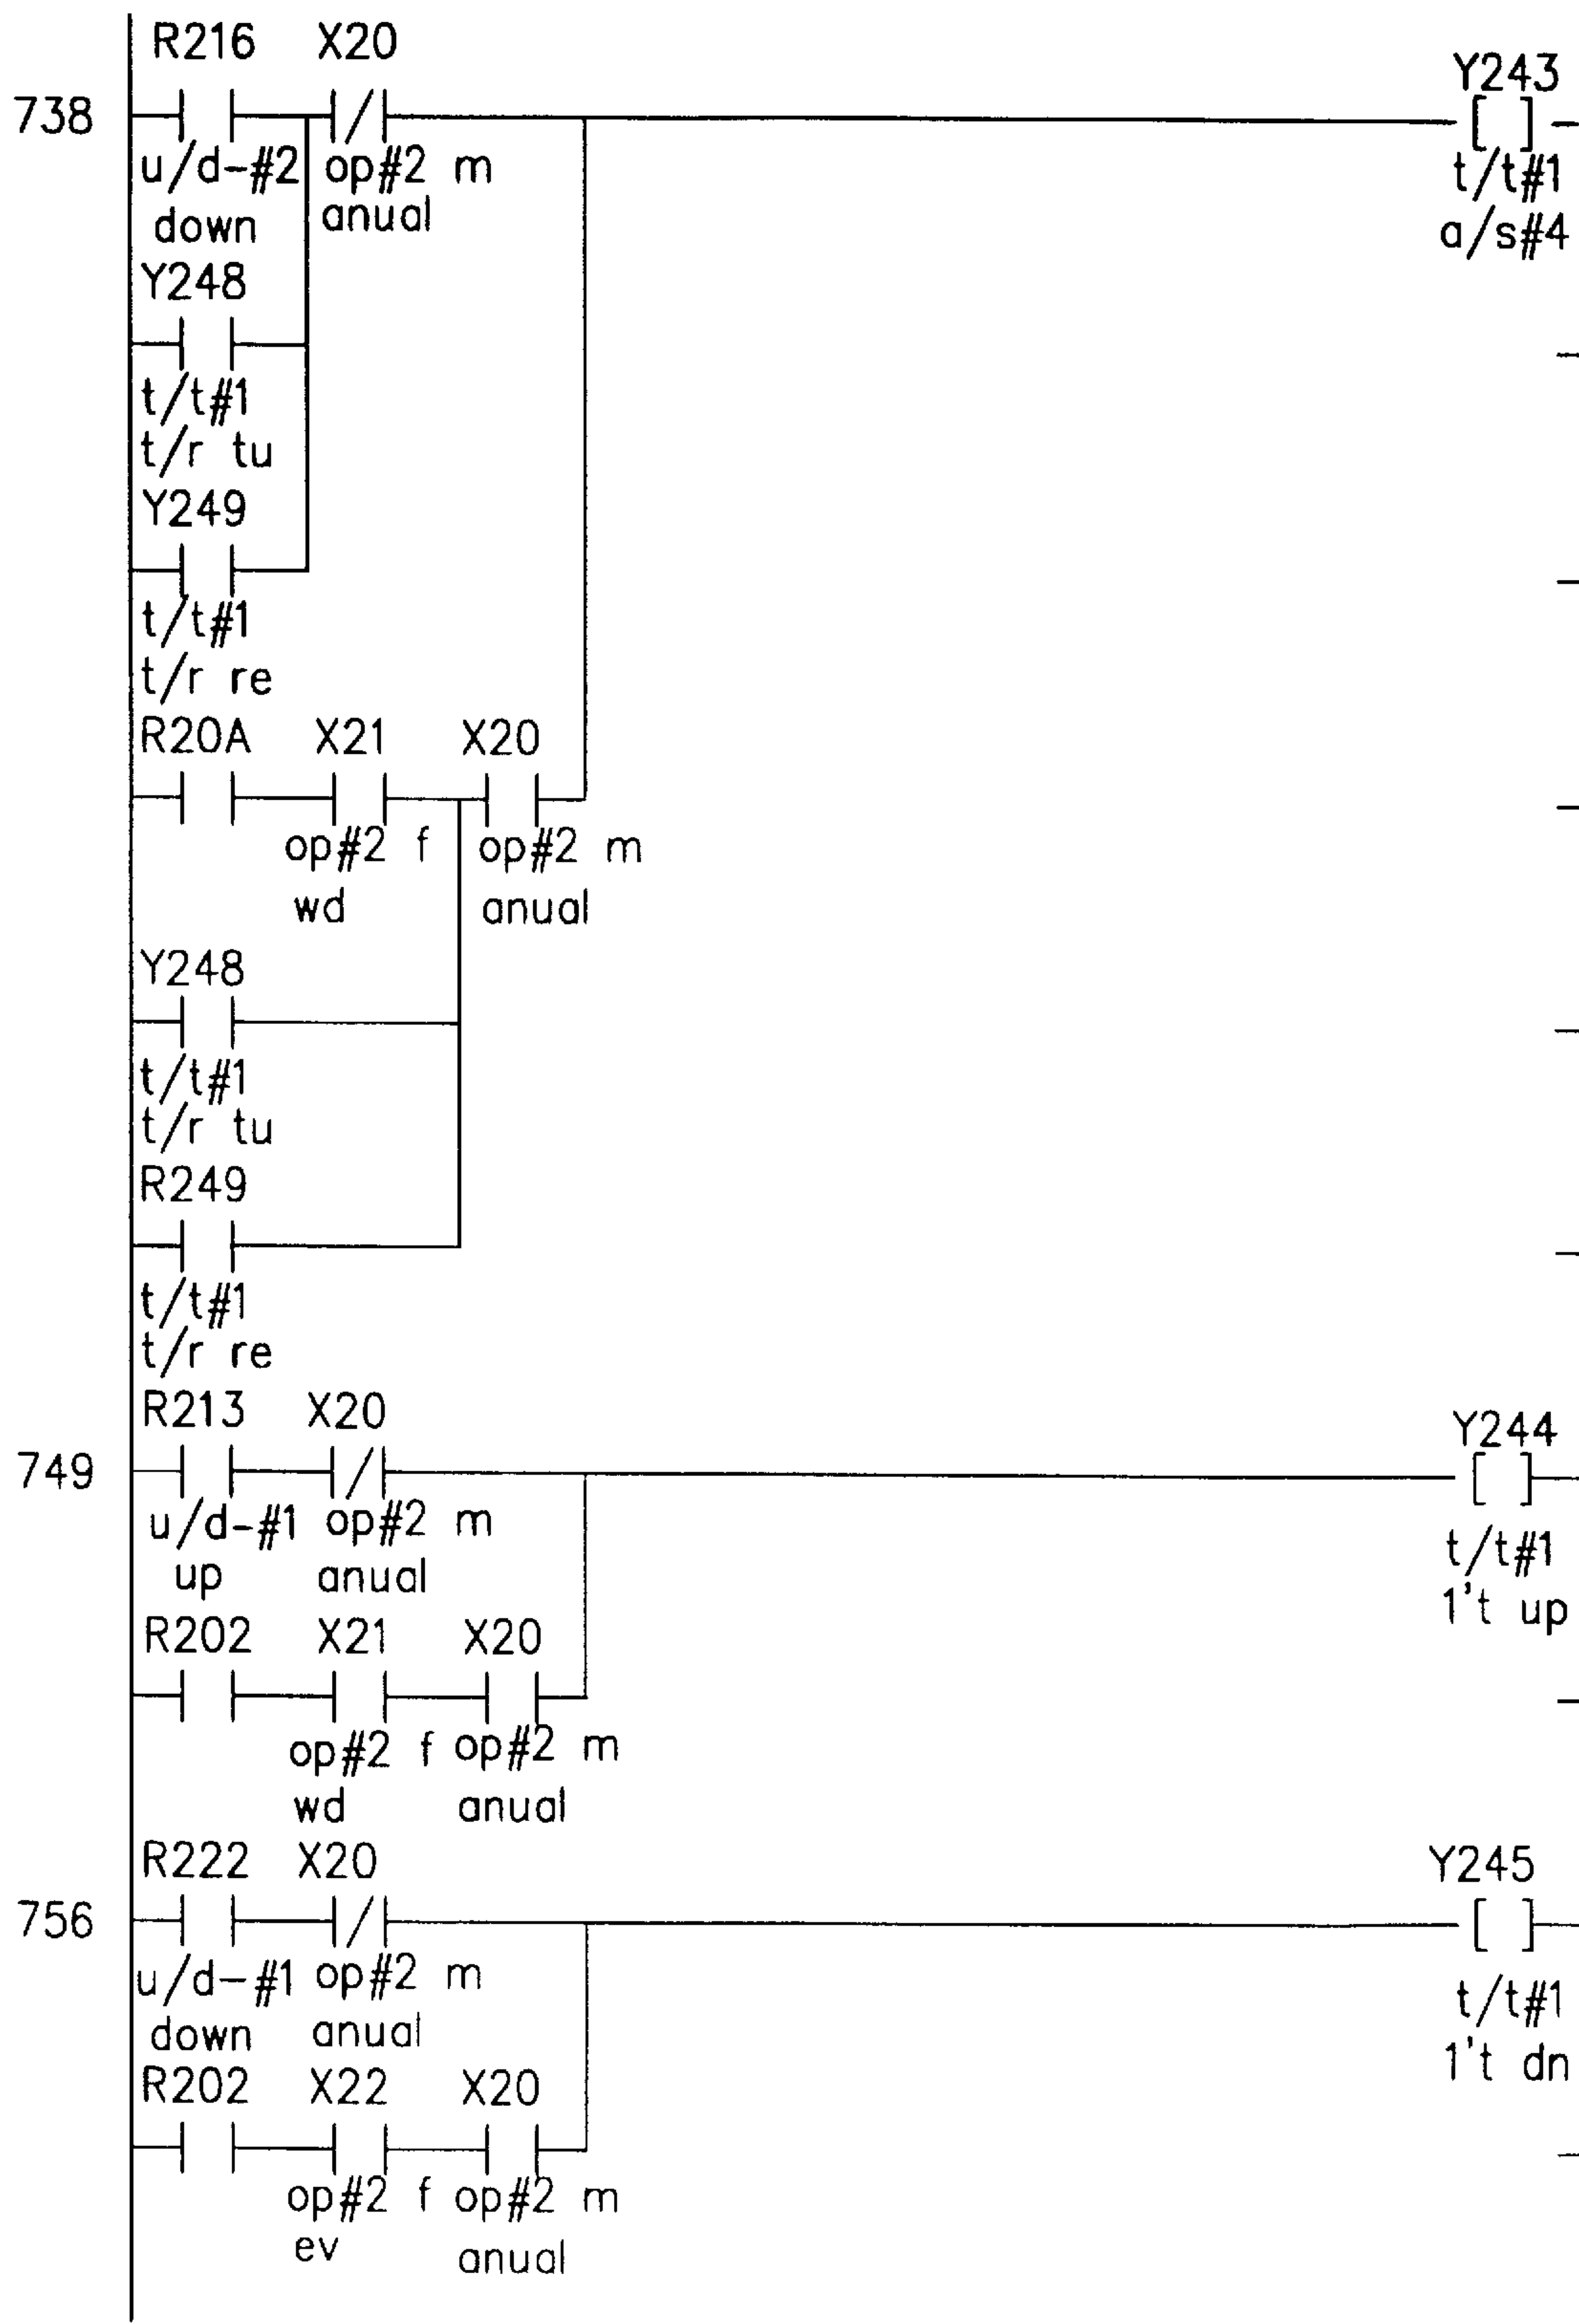 R216 X20 Y243
738
u/d-#2 op#2 m t/t#1
down anual a/s#4
Y248
t/t#1
t/r tu
Y249
t/t#1
t/r re
R20A X21 X20
op#2 f op#2 m
wd anual
Y248
t/t#1
t/r tu
R249
t/t#1
t/r re
R213 X20 Y244
749
u/d-#1 op#2 m t/t#1
up anual 1't up
R202 X21 X20
op#2 f op#2 m
wd anual
R222 X20 Y245
756
u/d-#1 op#2 m t/t#1
down anual 1't dn
R202 X22 X20
op#2 f op#2 m
ev anual